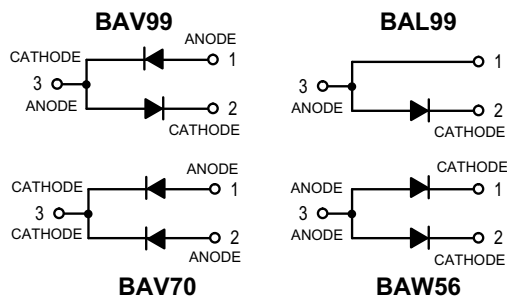 BAV99
ANODE
CATHODE
1
3
ANODE
2
CATHODE
BAL99
1
3
ANODE
2
CATHODE
ANODE
CATHODE
1
3
CATHODE
2
ANODE
BAV70
CATHODE
ANODE
1
3
ANODE
2
CATHODE
BAW56